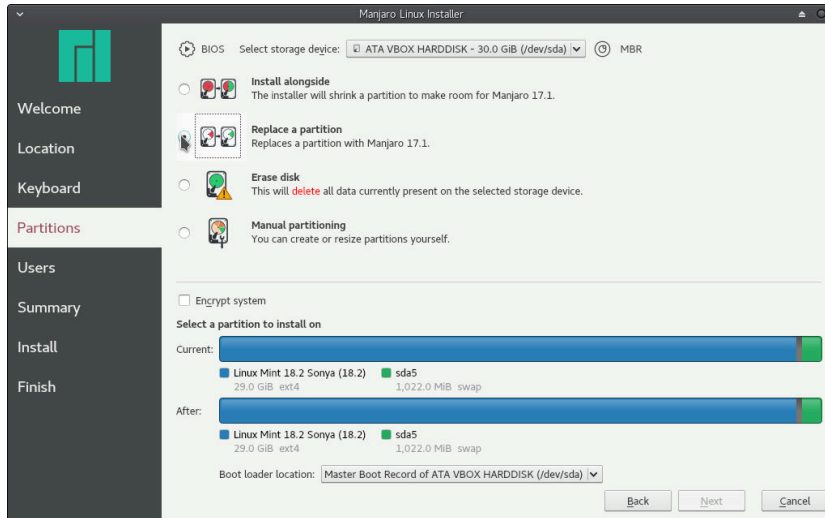 Manjaro Linux Installer
BIOS Select storage device: ATA VBOX HARDDISK - 30.0 GiB (/dev/sda) MBR
Install alongside
The installer will shrink a partition to make room for Manjaro 17.1.
Welcome
Replace a partition
Replaces a partition with Manjaro 17.1.
Location
Erase disk
This will delete all data currently present on the selected storage device.
Keyboard
Partitions
Manual partitioning
You can create or resize partitions yourself.
Users
Summary
Install
Finish
Encrypt system
Select a partition to install on
Current:
Linux Mint 18.2 Sonya (18.2) sda5
29.0 GiB ext4 1,022.0 MiB swap
After:
Linux Mint 18.2 Sonya (18.2) sda5
29.0 GiB ext4 1,022.0 MiB swap
Boot loader location: Master Boot Record of ATA VBOX HARDDISK (/dev/sda)
Back Next Cancel